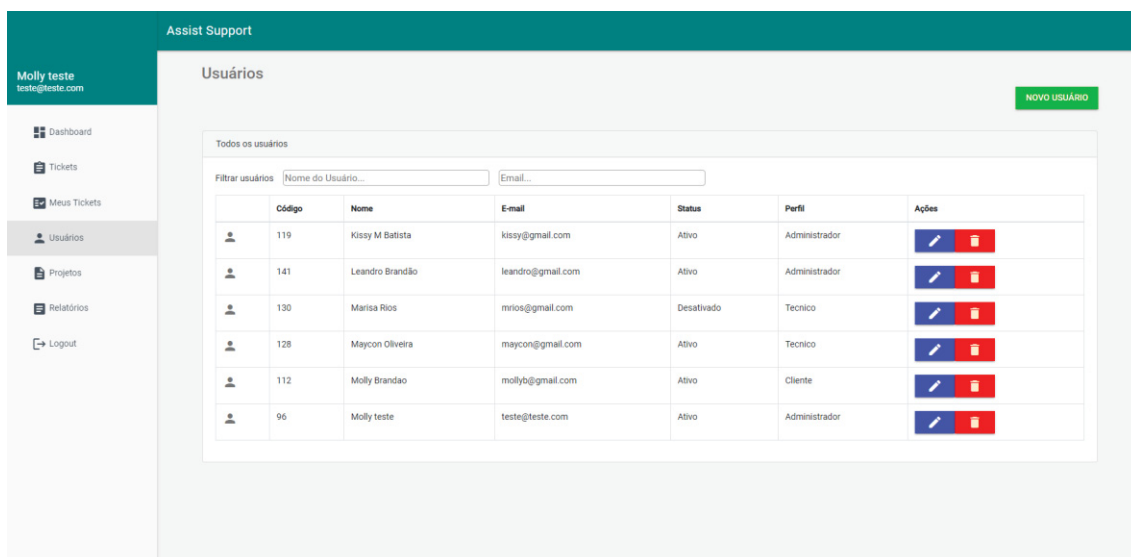 Assist Support
Molly teste
teste@teste.com
Dashboard
Tickets
Meus Tickets
Usuários
Projetos
Relatórios
Logout
Usuários
NOVO USUÁRIO
Todos os usuários
Filtrar usuários Nome do Usuário... Email...
Código Nome E-mail Status Perfil Ações
119 Kissy M Batista kissy@gmail.com Ativo Administrador
141 Leandro Brandão leandro@gmail.com Ativo Administrador
130 Marisa Rios mrios@gmail.com Desativado Tecnico
128 Maycon Oliveira maycon@gmail.com Ativo Tecnico
112 Molly Brandao mollyb@gmail.com Ativo Cliente
96 Molly teste teste@teste.com Ativo Administrador